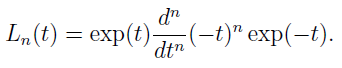 L_n(t) = exp(t) d^n/dt^n (−t)^n exp(−t).